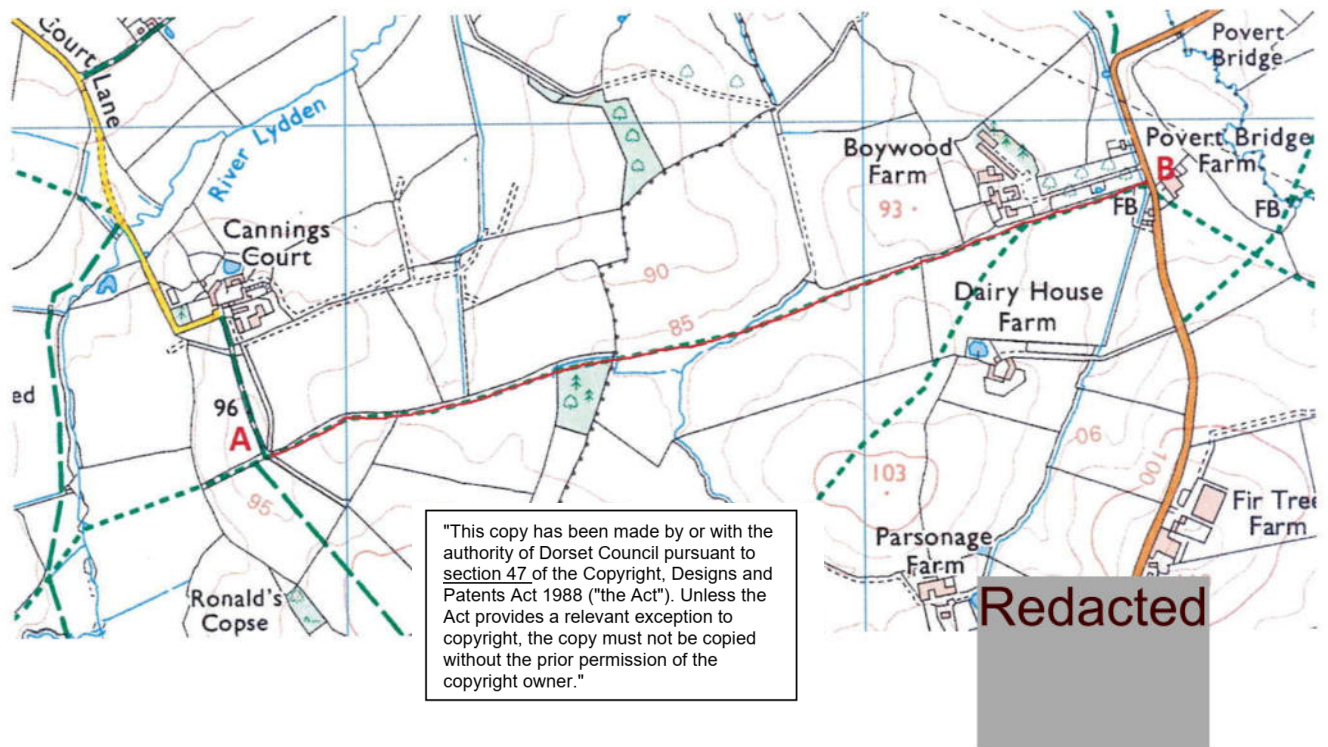 Court Lane
River Lydden
Cannings
Court
96
A
95
ed
Ronald's
Copse
90
85
Boywood
Farm
93
Povert
Bridge
Povert Bridge
Farm
B
FB
FB
Dairy House
Farm
103
90
100
Fir Tree
Farm
Parsonage
Farm
"This copy has been made by or with the
authority of Dorset Council pursuant to
section 47 of the Copyright, Designs and
Patents Act 1988 ("the Act"). Unless the
Act provides a relevant exception to
copyright, the copy must not be copied
without the prior permission of the
copyright owner."
Redacted